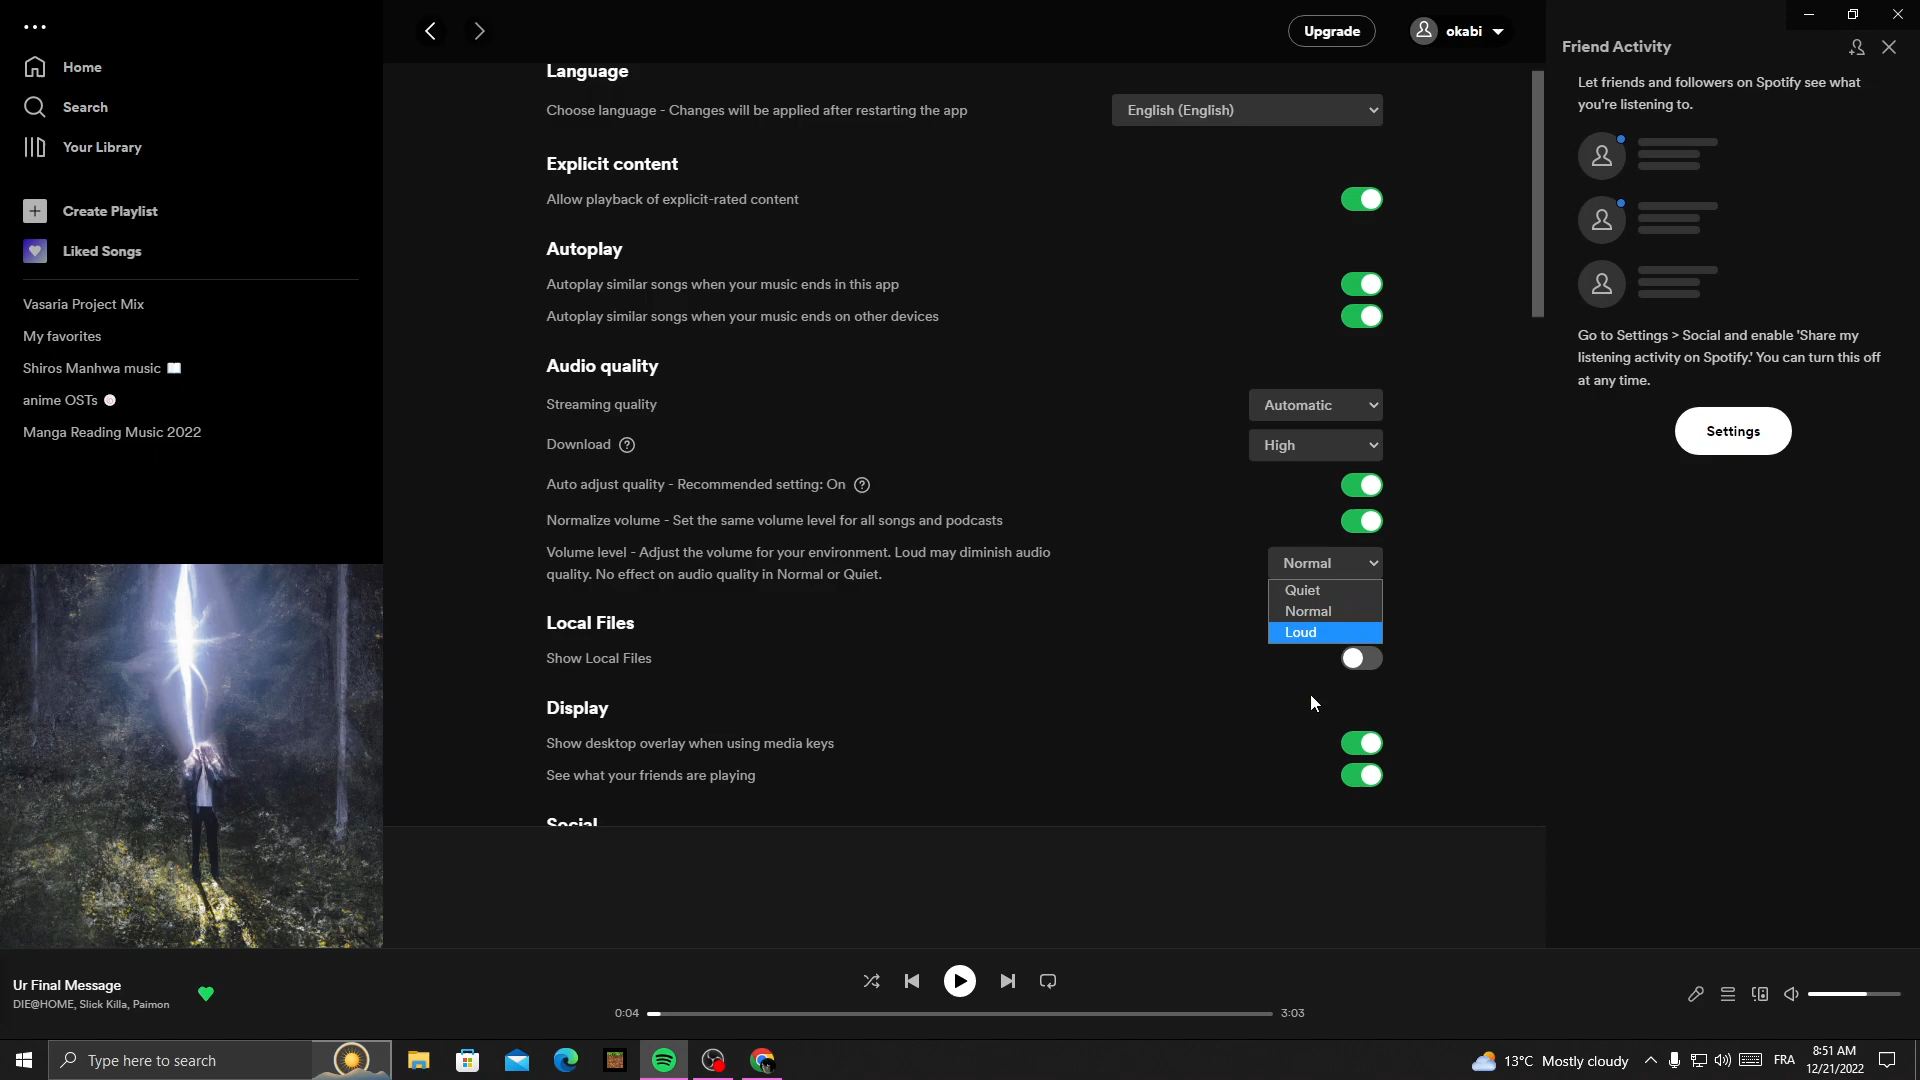 Home
Search
Your Library
Create Playlist
Liked Songs
Vasaria Project Mix
My favorites
Shiros Manhwa music
anime OSTs
Manga Reading Music 2022
Upgrade
okabi
Language
Choose language - Changes will be applied after restarting the app
English (English)
Explicit content
Allow playback of explicit-rated content
Autoplay
Autoplay similar songs when your music ends in this app
Autoplay similar songs when your music ends on other devices
Audio quality
Streaming quality
Automatic
Download
High
Auto adjust quality - Recommended setting: On
Normalize volume - Set the same volume level for all songs and podcasts
Volume level - Adjust the volume for your environment. Loud may diminish audio
quality. No effect on audio quality in Normal or Quiet.
Normal
Quiet
Normal
Loud
Local Files
Show Local Files
Display
Show desktop overlay when using media keys
See what your friends are playing
Social
Friend Activity
Let friends and followers on Spotify see what
you're listening to.
Go to Settings > Social and enable 'Share my
listening activity on Spotify.' You can turn this off
at any time.
Settings
Ur Final Message
DIE@HOME, Slick Killa, Paimon
0:04
3:03
Type here to search
13°C Mostly cloudy
FRA
8:51 AM
12/21/2022